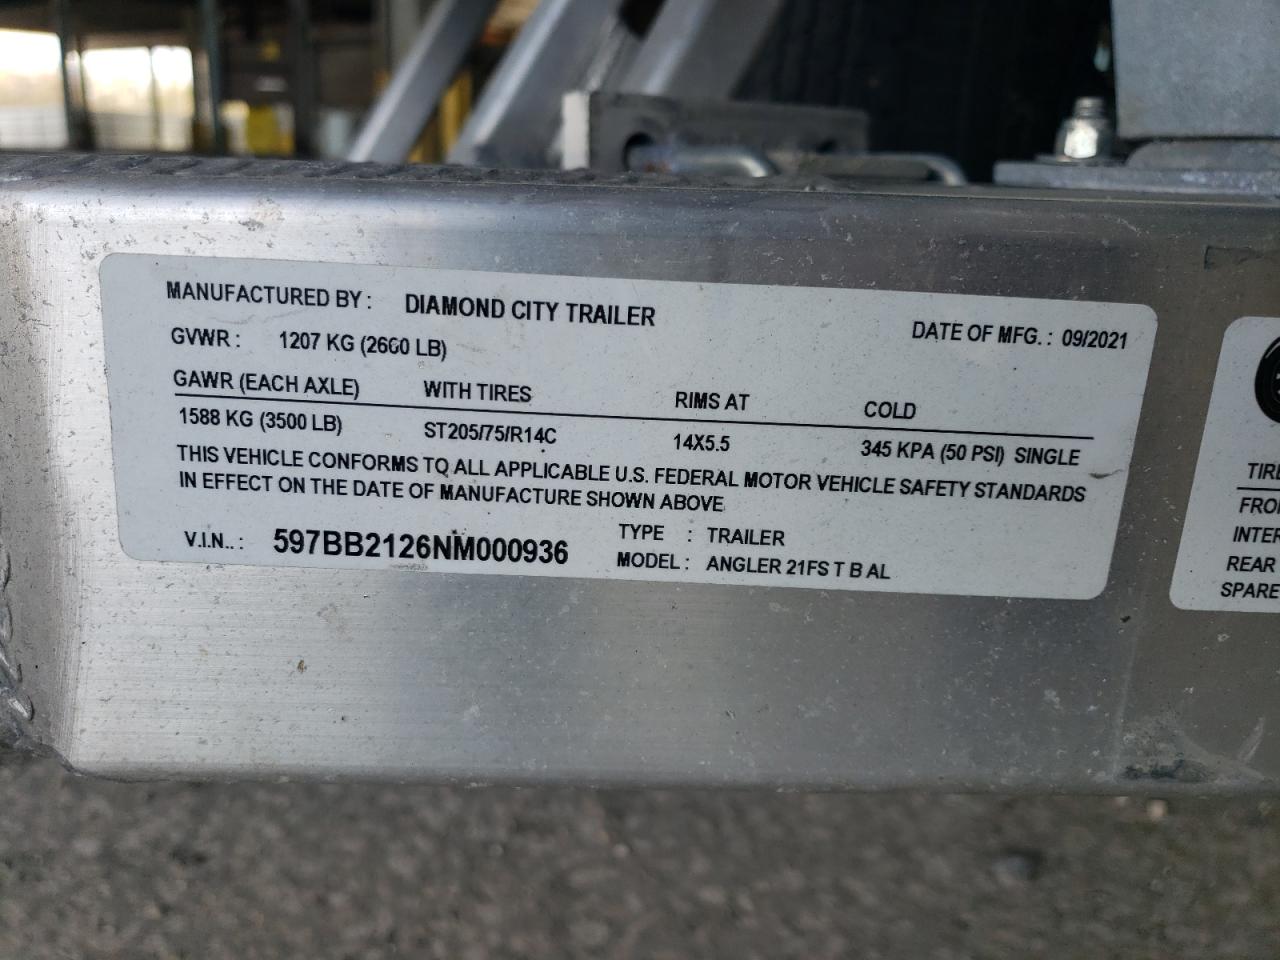 MANUFACTURED BY : DIAMOND CITY TRAILER
DATE OF MFG. : 09/2021
GVWR : 1207 KG (2660 LB)
GAWR (EACH AXLE) WITH TIRES RIMS AT COLD
1588 KG (3500 LB) ST205/75/R14C 14X5.5 345 KPA (50 PSI) SINGLE
THIS VEHICLE CONFORMS TO ALL APPLICABLE U.S. FEDERAL MOTOR VEHICLE SAFETY STANDARDS
IN EFFECT ON THE DATE OF MANUFACTURE SHOWN ABOVE
V.I.N.. : 597BB2126NM000936
TYPE : TRAILER
MODEL : ANGLER 21FS T B AL
TIRE
FRO
INTER
REAR
SPARE